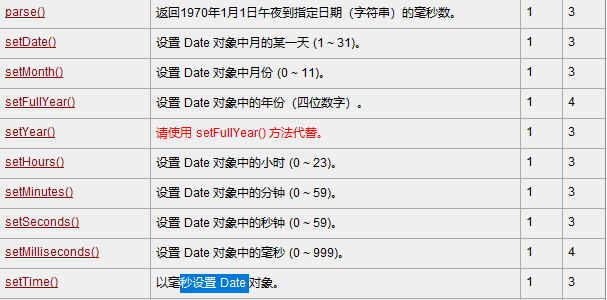 parse() 返回1970年1月1日午夜到指定日期（字符串）的毫秒数。 1 3
setDate() 设置 Date 对象中月的某一天 (1 ~ 31)。 1 3
setMonth() 设置 Date 对象中月份 (0 ~ 11)。 1 3
setFullYear() 设置 Date 对象中的年份（四位数字）。 1 4
setYear() 请使用 setFullYear() 方法代替。 1 3
setHours() 设置 Date 对象中的小时 (0 ~ 23)。 1 3
setMinutes() 设置 Date 对象中的分钟 (0 ~ 59)。 1 3
setSeconds() 设置 Date 对象中的秒钟 (0 ~ 59)。 1 3
setMilliseconds() 设置 Date 对象中的毫秒 (0 ~ 999)。 1 4
setTime() 以毫秒设置 Date 对象。 1 3